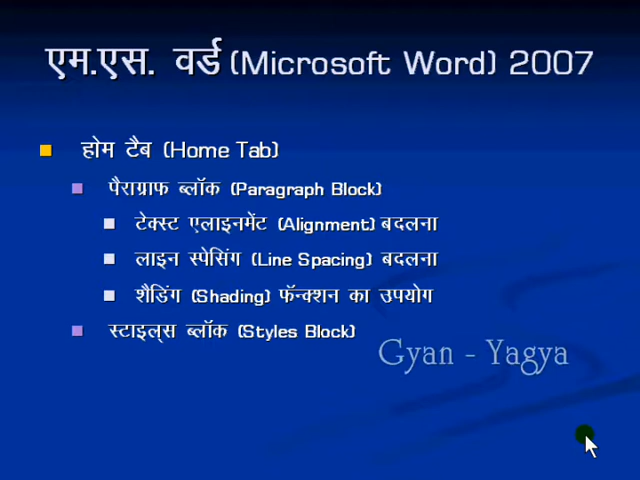 एम.एस. वर्ड (Microsoft Word) 2007
होम टैब (Home Tab)
पैराग्राफ ब्लॉक (Paragraph Block)
टेक्स्ट एलाइनमेंट (Alignment) बदलना
लाइन स्पेसिंग (Line Spacing) बदलना
शैडिंग (Shading) फॅन्क्शन का उपयोग
स्टाइल्स ब्लॉक (Styles Block)
Gyan - Yagya